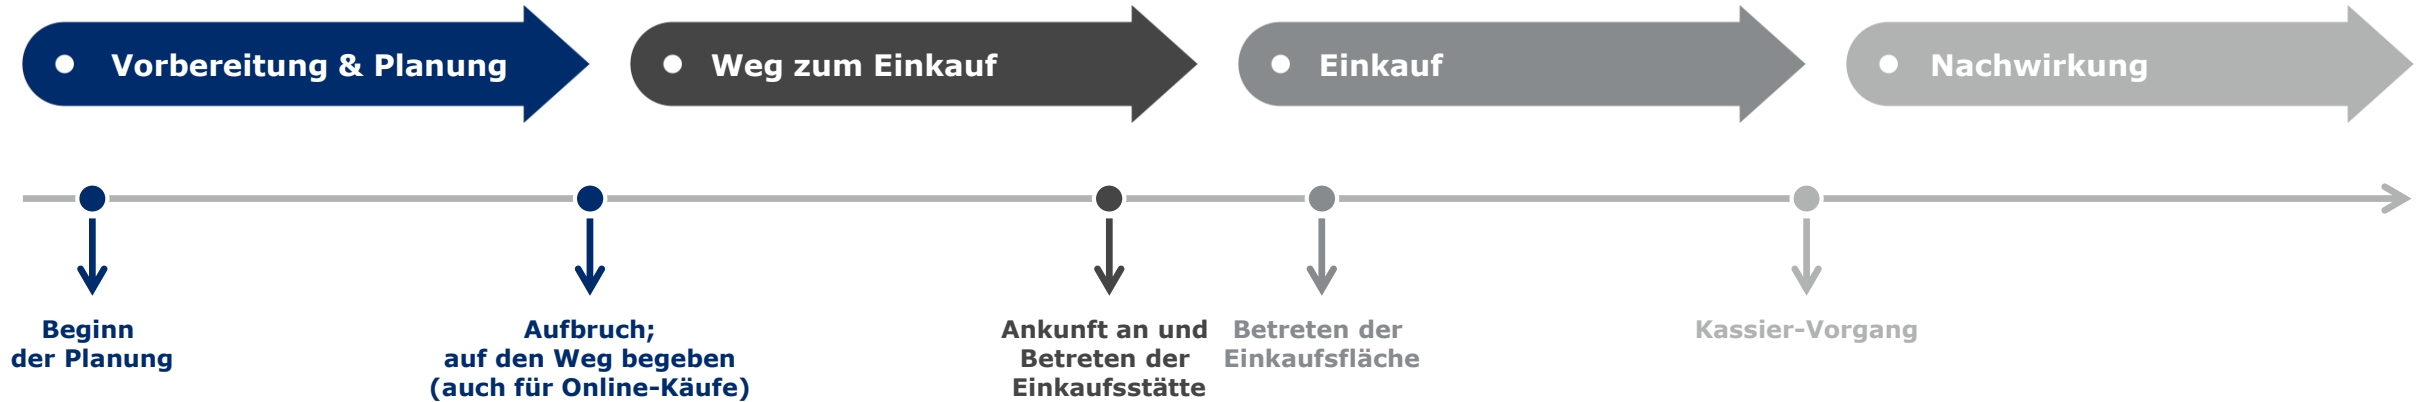 Vorbereitung & Planung
Weg zum Einkauf
Einkauf
Nachwirkung
Beginn
der Planung
Aufbruch;
auf den Weg begeben
(auch für Online-Käufe)
Ankunft an und
Betreten der
Einkaufsstätte
Betreten der
Einkaufsfläche
Kassier-Vorgang